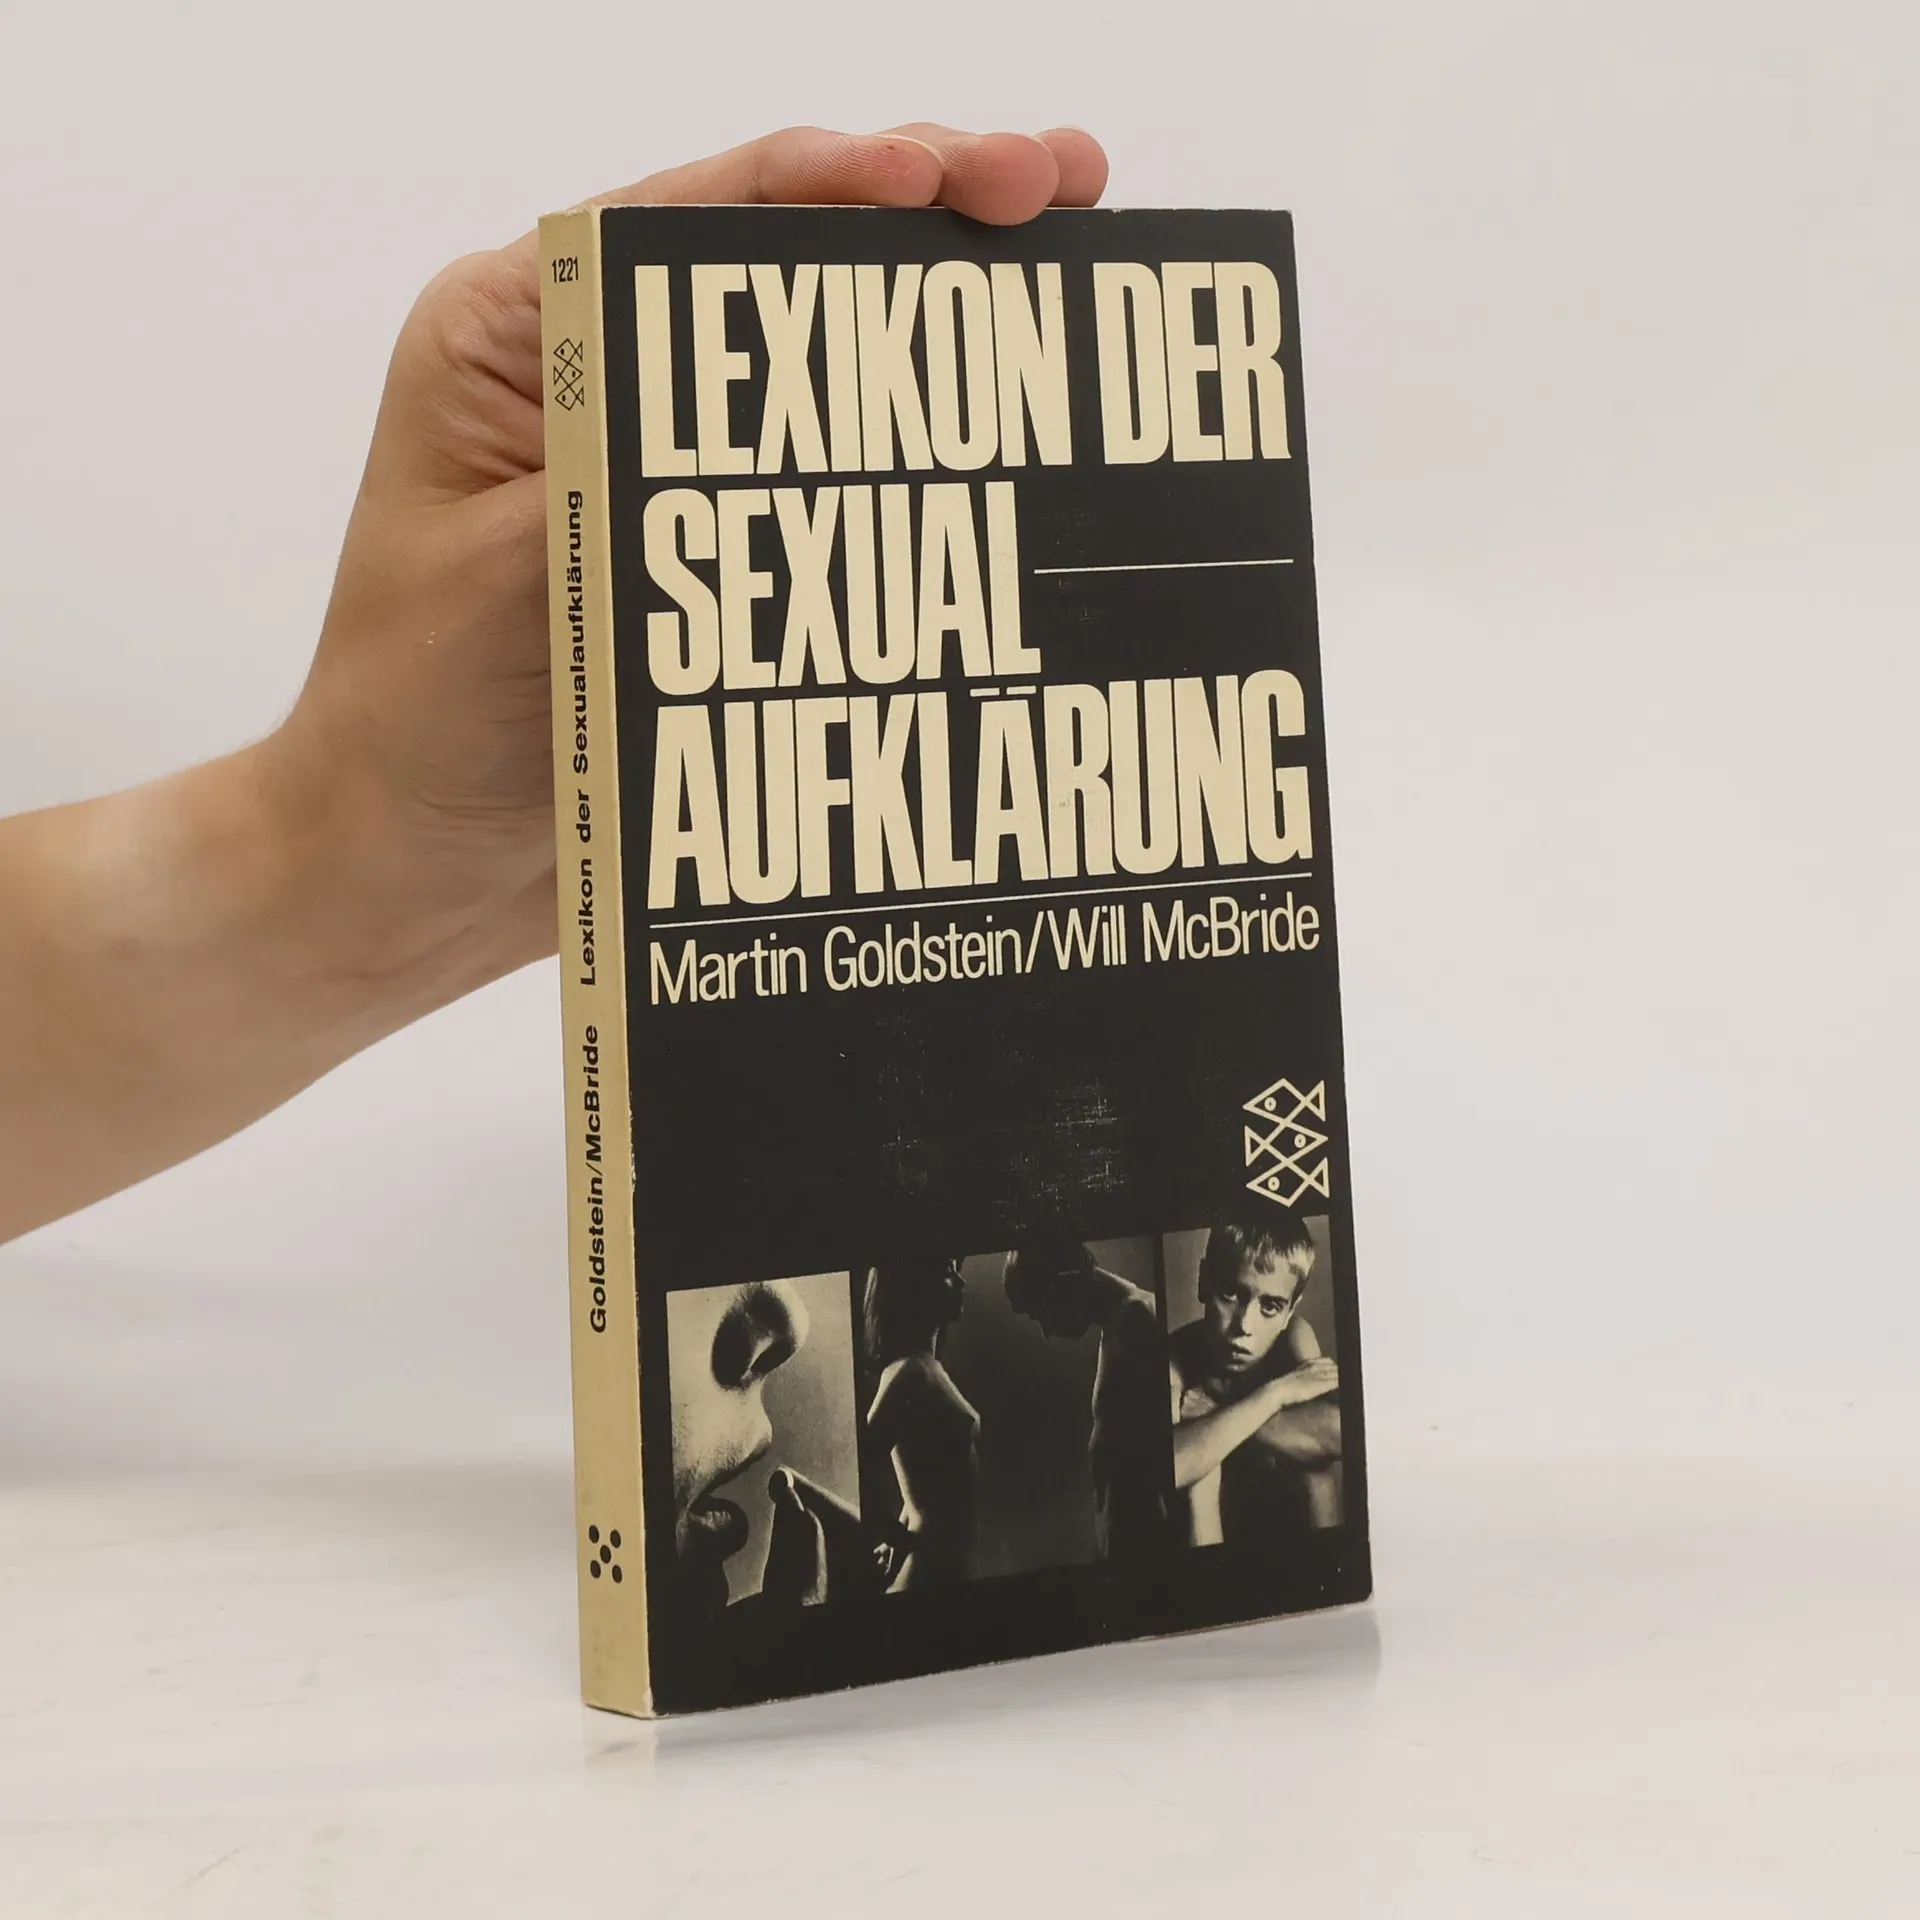 1221
Goldstein/McBride Lexikon der Sexualaufklärung
LEXIKON DER
SEXUAL
AUFKLÄRUNG
Martin Goldstein/Will McBride